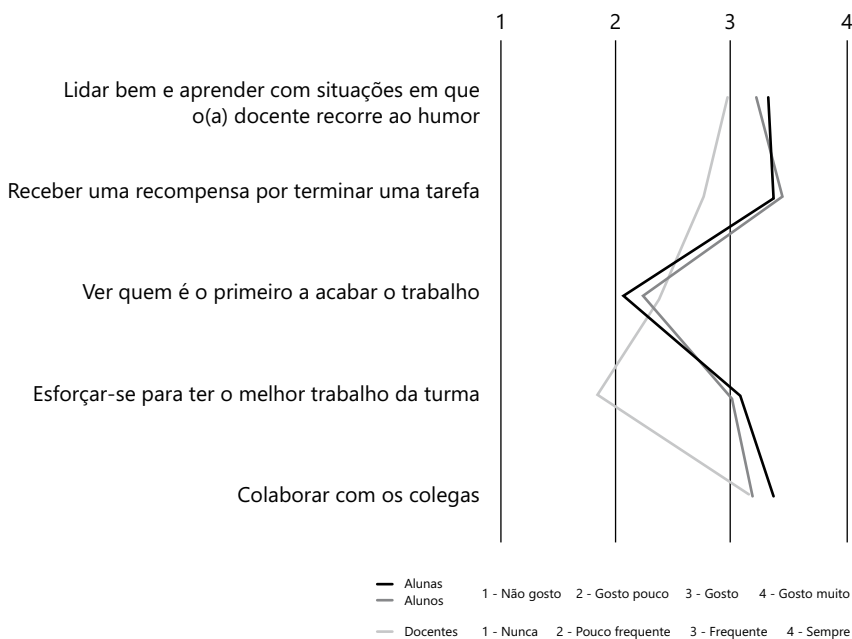 1 2 3 4
Lidar bem e aprender com situações em que
o(a) docente recorre ao humor
Receber uma recompensa por terminar uma tarefa
Ver quem é o primeiro a acabar o trabalho
Esforçar-se para ter o melhor trabalho da turma
Colaborar com os colegas
Alunas
Alunos
1 - Não gosto 2 - Gosto pouco 3 - Gosto 4 - Gosto muito
Docentes 1 - Nunca 2 - Pouco frequente 3 - Frequente 4 - Sempre